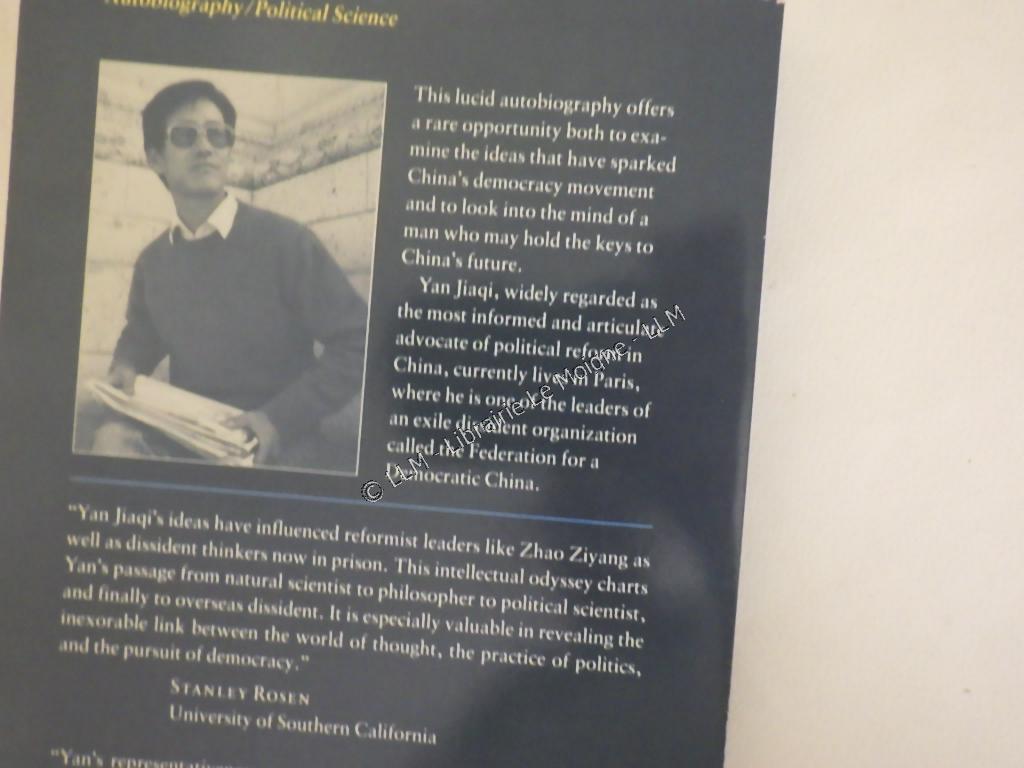 Autobiography/Political Science
This lucid autobiography offers
a rare opportunity both to exa-
mine the ideas that have sparked
China's democracy movement
and to look into the mind of a
man who may hold the keys to
China's future.
Yan Jiaqi, widely regarded as
the most informed and articulate
advocate of political reform in
China, currently lives in Paris,
where he is one of the leaders of
an exile dissident organization
called the Federation for a
Democratic China.
© LLM - Librairie Le Moigne - LLM
"Yan Jiaqi's ideas have influenced reformist leaders like Zhao Ziyang as
well as dissident thinkers now in prison. This intellectual odyssey charts
Yan's passage from natural scientist to philosopher to political scientist,
and finally to overseas dissident. It is especially valuable in revealing the
inexorable link between the world of thought, the practice of politics,
and the pursuit of democracy."
STANLEY ROSEN
University of Southern California
"Yan's